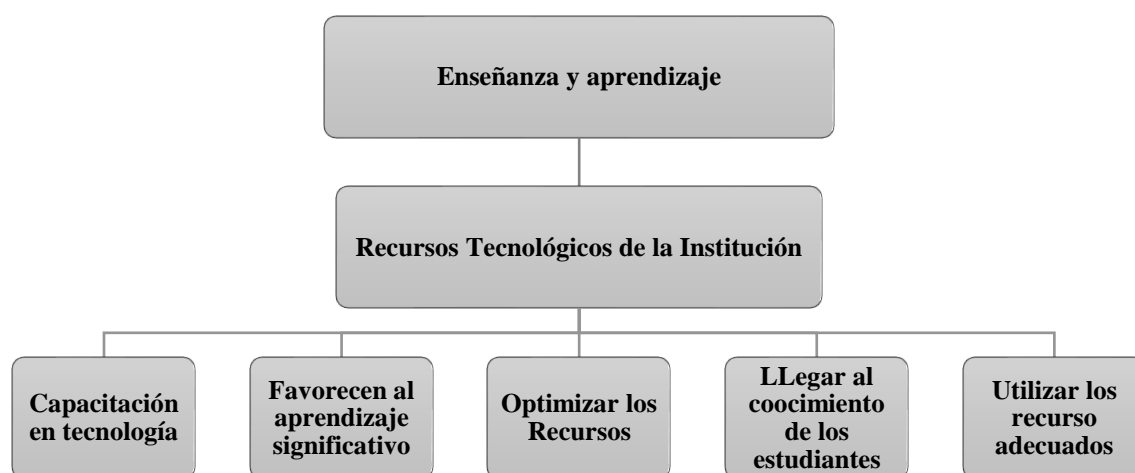 Enseñanza y aprendizaje
Recursos Tecnológicos de la Institución
Capacitación
en tecnología
Favorecen al
aprendizaje
significativo
Optimizar los
Recursos
LLegar al
coocimiento
de los
estudiantes
Utilizar los
recurso
adecuados